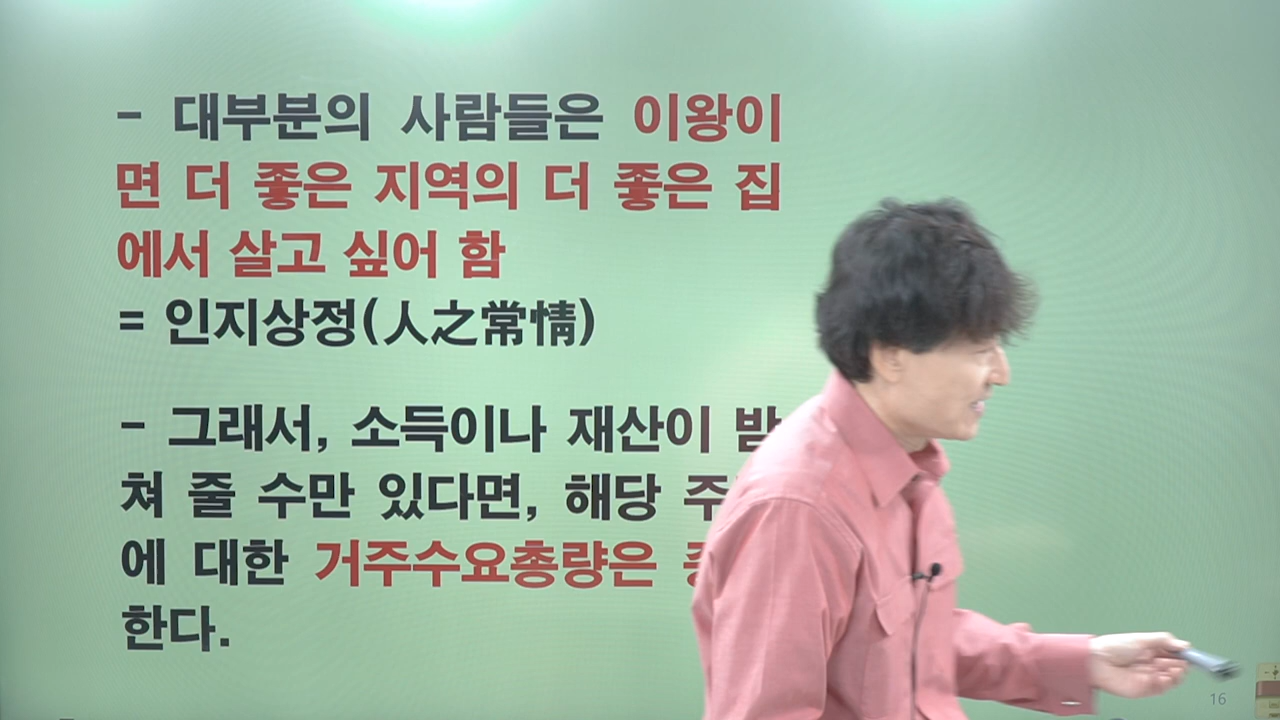 - 대부분의 사람들은 이왕이
면 더 좋은 지역의 더 좋은 집
에서 살고 싶어 함
= 인지상정(人之常情)
- 그래서, 소득이나 재산이 받
쳐 줄 수만 있다면, 해당
에 대한 거주수요총량은
한다.
16